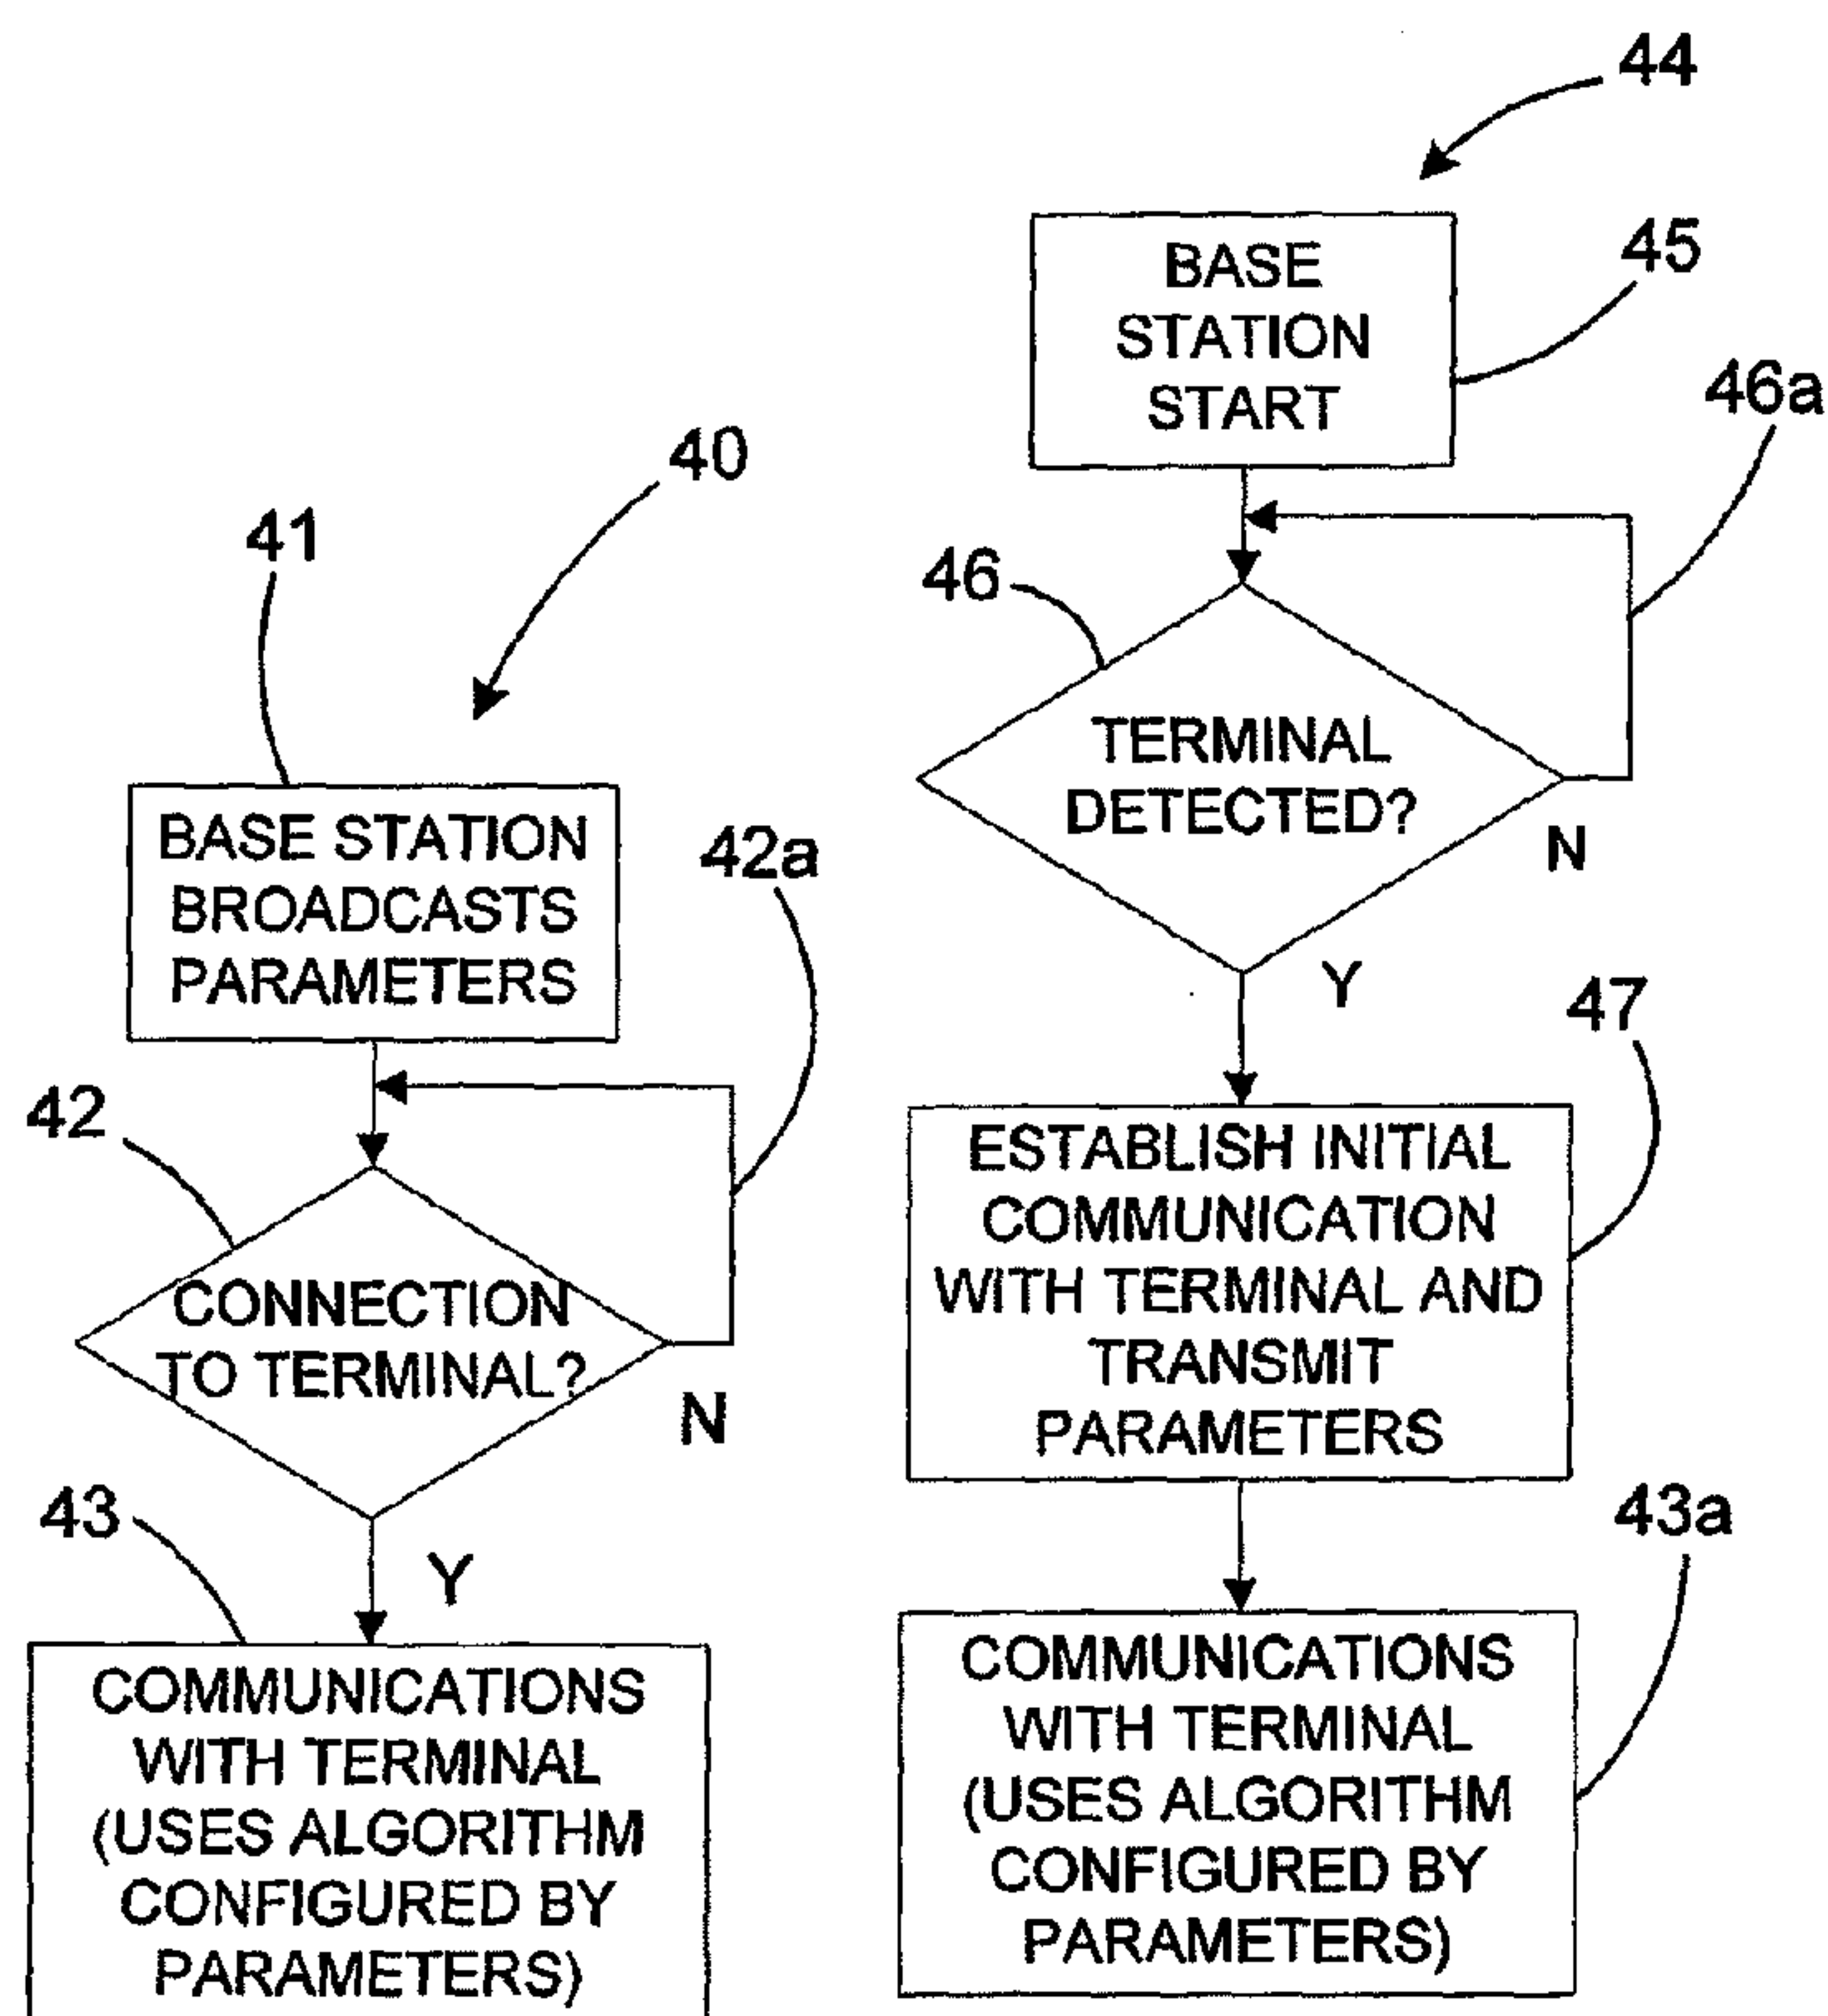 40
41
BASE STATION
BROADCASTS
PARAMETERS
42a
42
CONNECTION
TO TERMINAL?
N
Y
43
COMMUNICATIONS
WITH TERMINAL
(USES ALGORITHM
CONFIGURED BY
PARAMETERS)
44
BASE
STATION
START
45
46a
46
TERMINAL
DETECTED?
N
Y
47
ESTABLISH INITIAL
COMMUNICATION
WITH TERMINAL AND
TRANSMIT
PARAMETERS
43a
COMMUNICATIONS
WITH TERMINAL
(USES ALGORITHM
CONFIGURED BY
PARAMETERS)